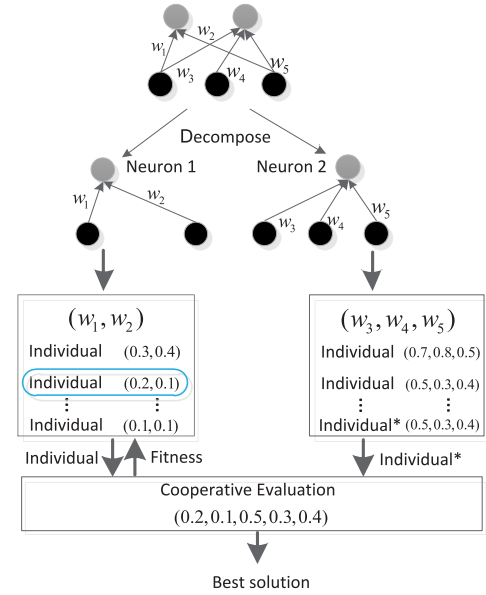 w₁ w₂
w₃ w₄ w₅
Decompose
Neuron 1 Neuron 2
w₁ w₂ w₃ w₄ w₅
(w₁, w₂)
Individual (0.3, 0.4)
Individual (0.2, 0.1)
⋮ ⋮
Individual (0.1, 0.1)
(w₃, w₄, w₅)
Individual (0.7, 0.8, 0.5)
Individual (0.5, 0.3, 0.4)
⋮ ⋮
Individual* (0.5, 0.3, 0.4)
Individual Fitness Individual*
Cooperative Evaluation
(0.2, 0.1, 0.5, 0.3, 0.4)
Best solution